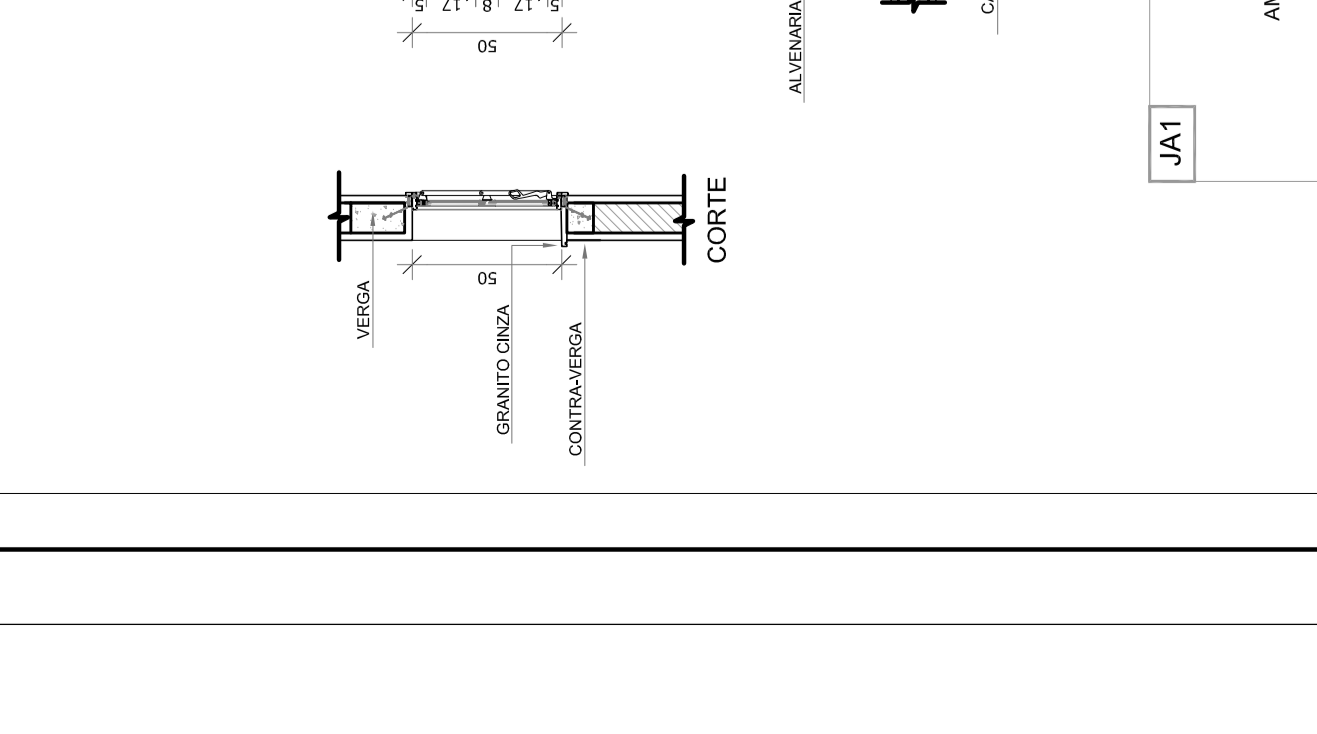 5 17 8 17 5
50
ALVENARIA
JA1
CORTE
50
VERGA
GRANITO CINZA
CONTRA-VERGA